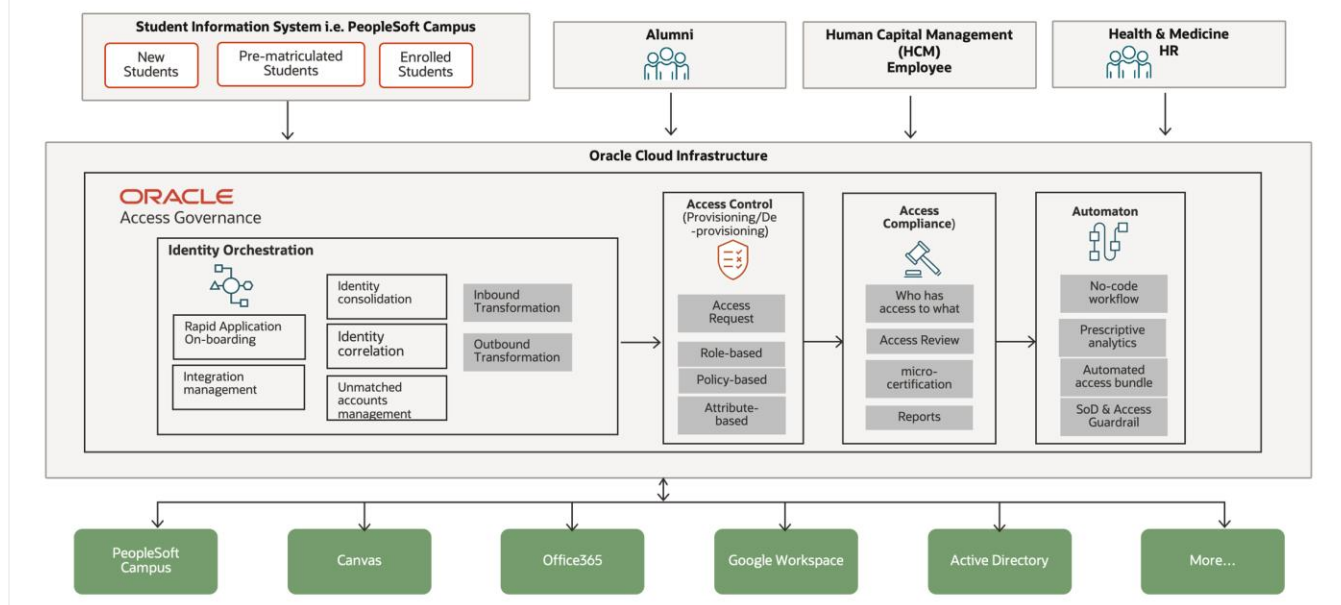 Student Information System i.e. PeopleSoft Campus
New
Students
Pre-matriculated
Students
Enrolled
Students
Alumni
Human Capital Management
(HCM)
Employee
Health & Medicine
HR
Oracle Cloud Infrastructure
ORACLE
Access Governance
Identity Orchestration
Rapid Application
On-boarding
Integration
management
Identity
consolidation
Identity
correlation
Unmatched
accounts
management
Inbound
Transformation
Outbound
Transformation
Access Control
(Provisioning/De
-provisioning)
Access
Request
Role-based
Policy-based
Attribute-
based
Access
Compliance)
Who has
access to what
Access Review
micro-
certification
Reports
Automaton
No-code
workflow
Prescriptive
analytics
Automated
access bundle
SoD & Access
Guardrail
PeopleSoft
Campus
Canvas
Office365
Google Workspace
Active Directory
More...